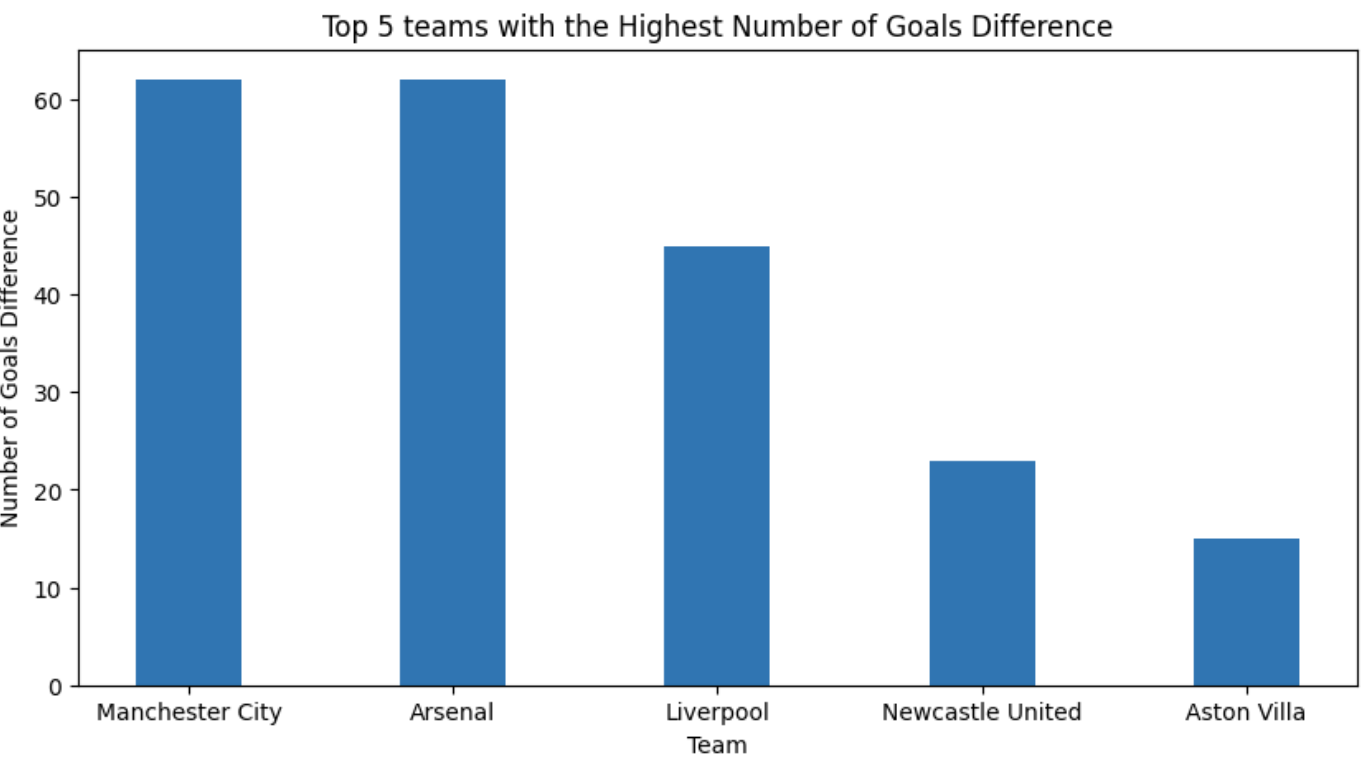 Top 5 teams with the Highest Number of Goals Difference
Number of Goals Difference
60
50
40
30
20
10
0
Manchester City Arsenal Liverpool Newcastle United Aston Villa
Team